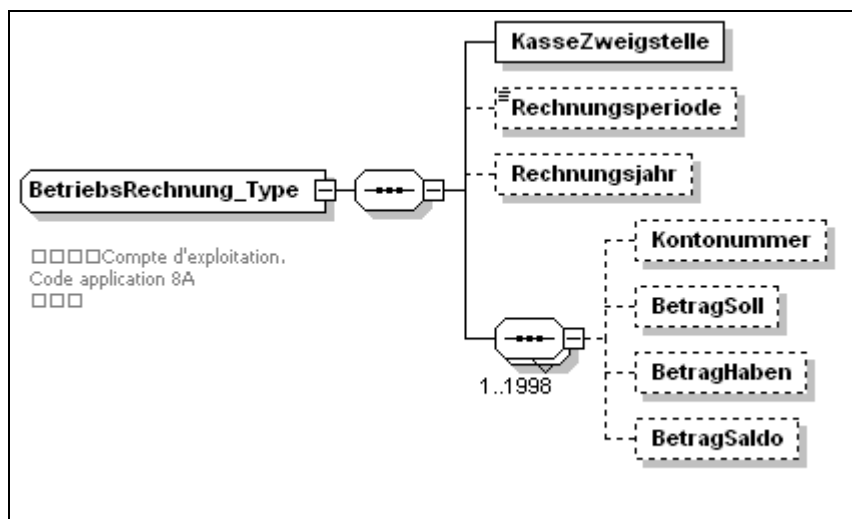 KasseZweigstelle
Rechnungsperiode
Rechnungsjahr
BetriebsRechnung_Type
□□□□Compte d'exploitation.
Code application 8A
□□□
Kontonummer
BetragSoll
BetragHaben
BetragSaldo
1..1998